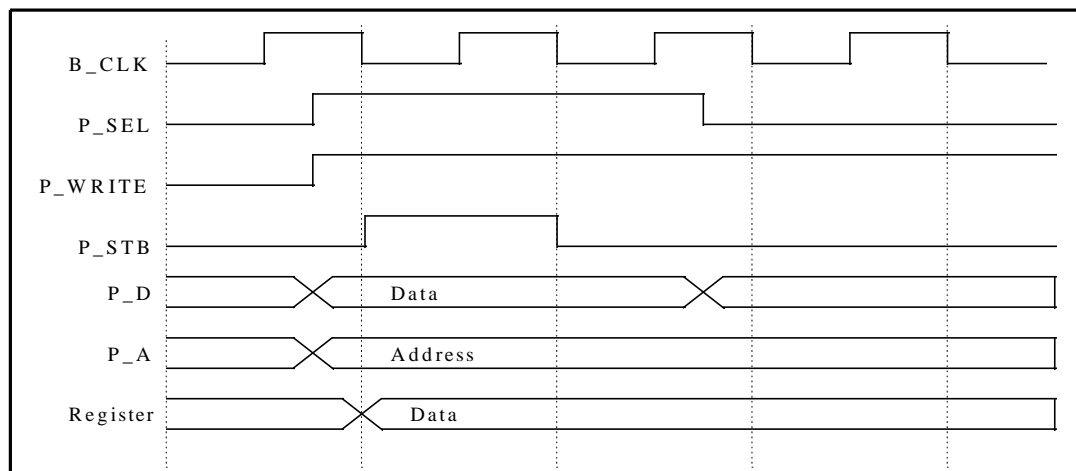 B_CLK
P_SEL
P_WRITE
P_STB
P_D Data
P_A Address
Register Data